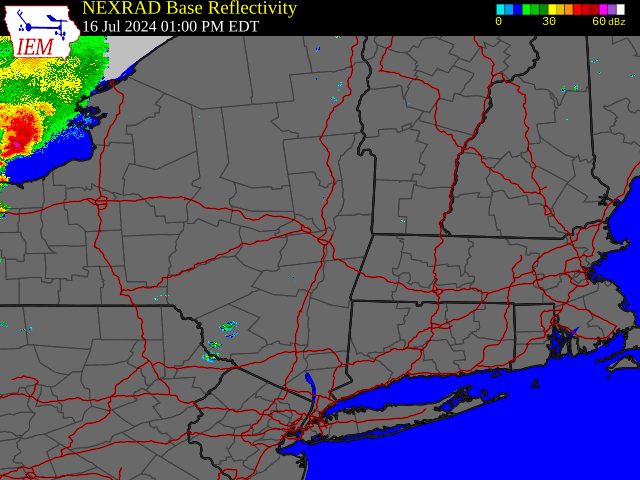 NEXRAD Base Reflectivity
16 Jul 2024 01:00 PM EDT
IEM
0 30 60 dBz